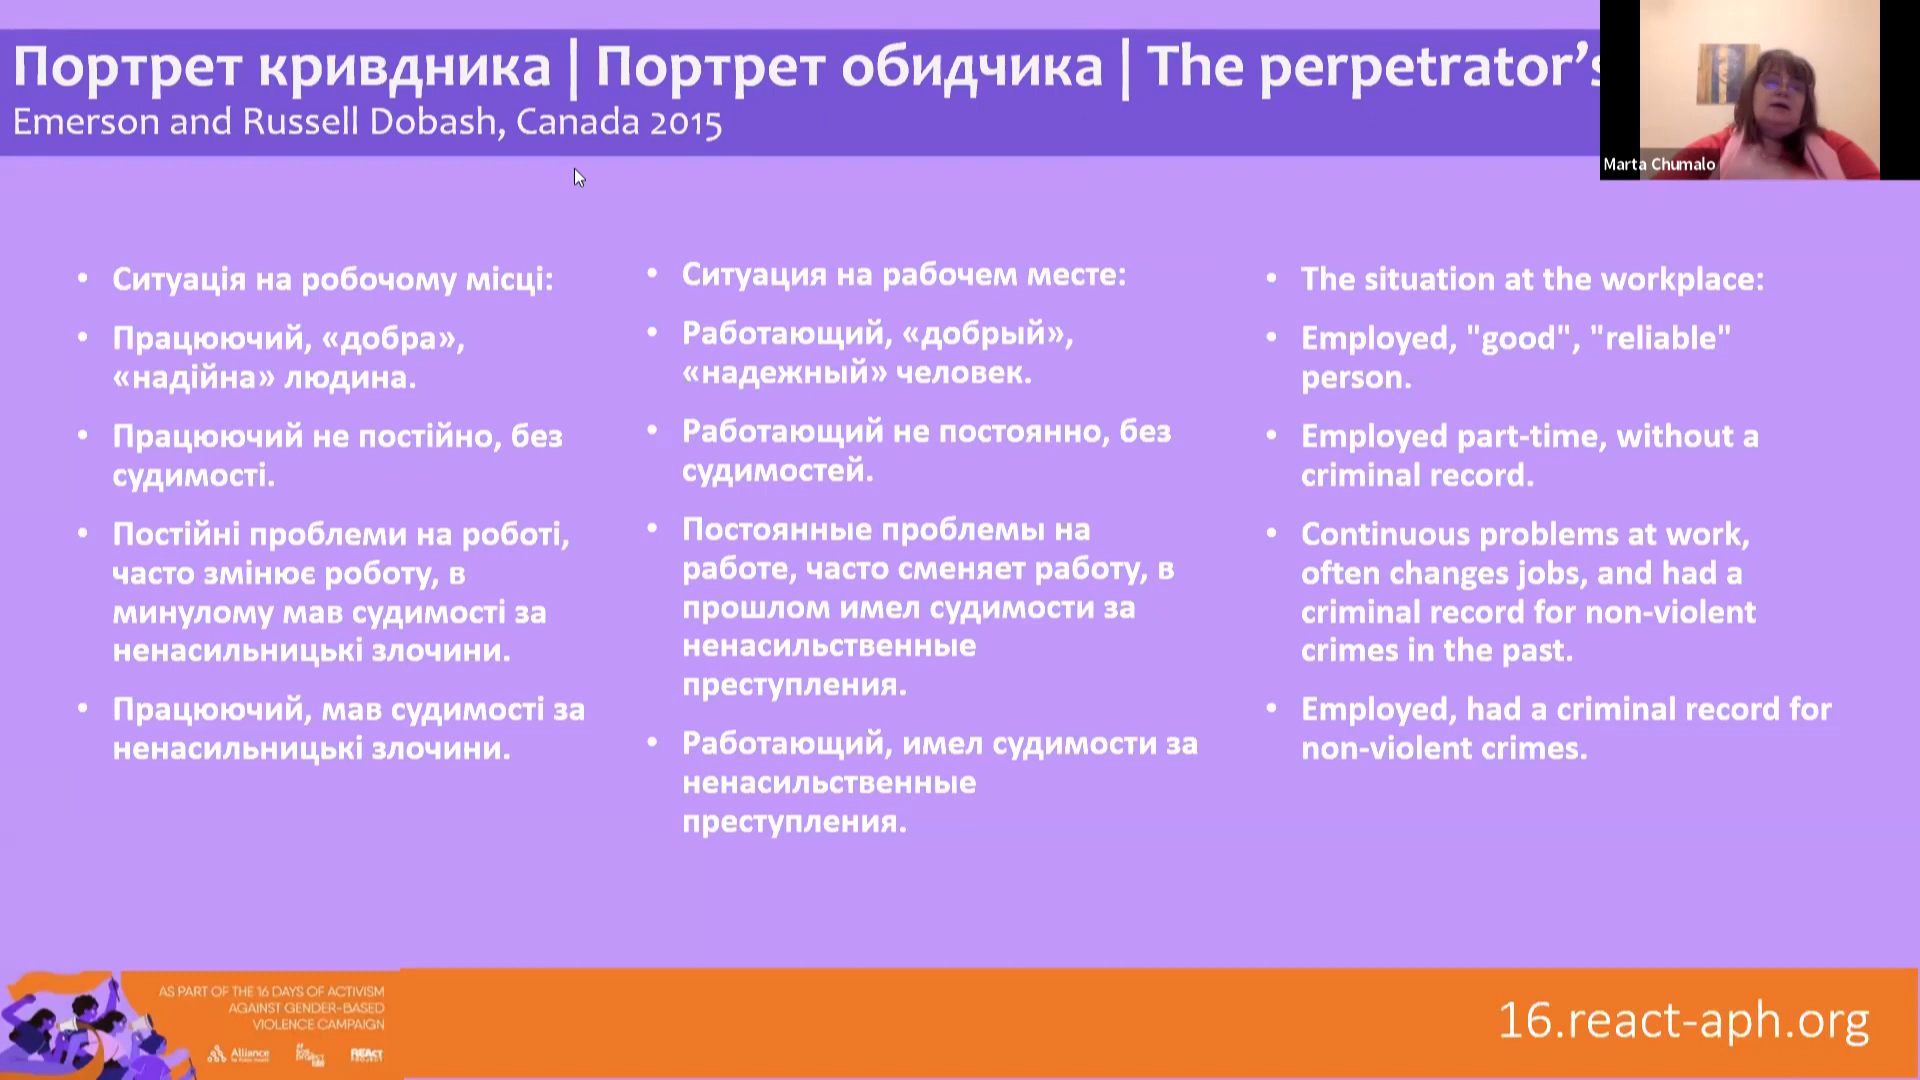 Портрет кривдника | Портрет обидчика | The perpetrator’s
Emerson and Russell Dobash, Canada 2015
Marta Chumalo
• Ситуація на робочому місці:
• Працюючий, «добра»,
«надійна» людина.
• Працюючий не постійно, без
судимості.
• Постійні проблеми на роботі,
часто змінює роботу, в
минулому мав судимості за
ненасильницькі злочини.
• Працюючий, мав судимості за
ненасильницькі злочини.
• Ситуация на рабочем месте:
• Работающий, «добрый»,
«надежный» человек.
• Работающий не постоянно, без
судимостей.
• Постоянные проблемы на
работе, часто сменяет работу, в
прошлом имел судимости за
ненасильственные
преступления.
• Работающий, имел судимости за
ненасильственные
преступления.
• The situation at the workplace:
• Employed, "good", "reliable"
person.
• Employed part-time, without a
criminal record.
• Continuous problems at work,
often changes jobs, and had a
criminal record for non-violent
crimes in the past.
• Employed, had a criminal record for
non-violent crimes.
AS PART OF THE 16 DAYS OF ACTIVISM
AGAINST GENDER-BASED
VIOLENCE CAMPAIGN
Alliance
REAct
16.react-aph.org